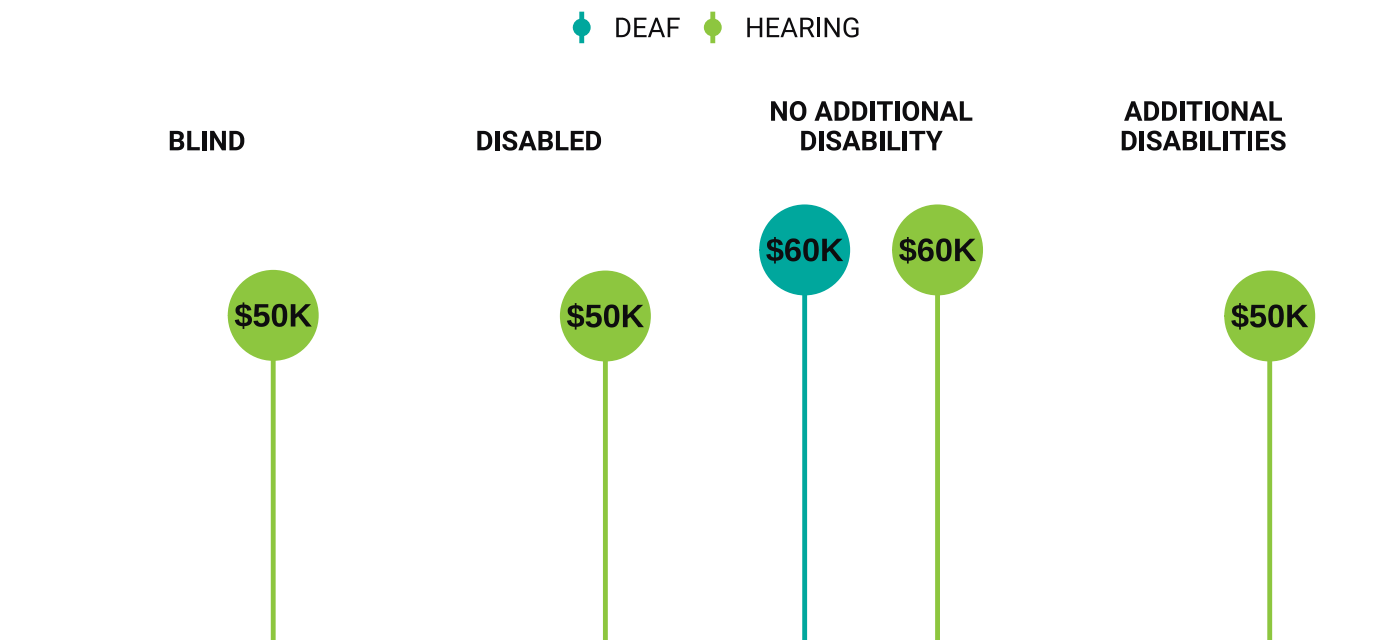 DEAF HEARING
BLIND
DISABLED
NO ADDITIONAL
DISABILITY
ADDITIONAL
DISABILITIES
$60K $60K
$50K $50K $50K